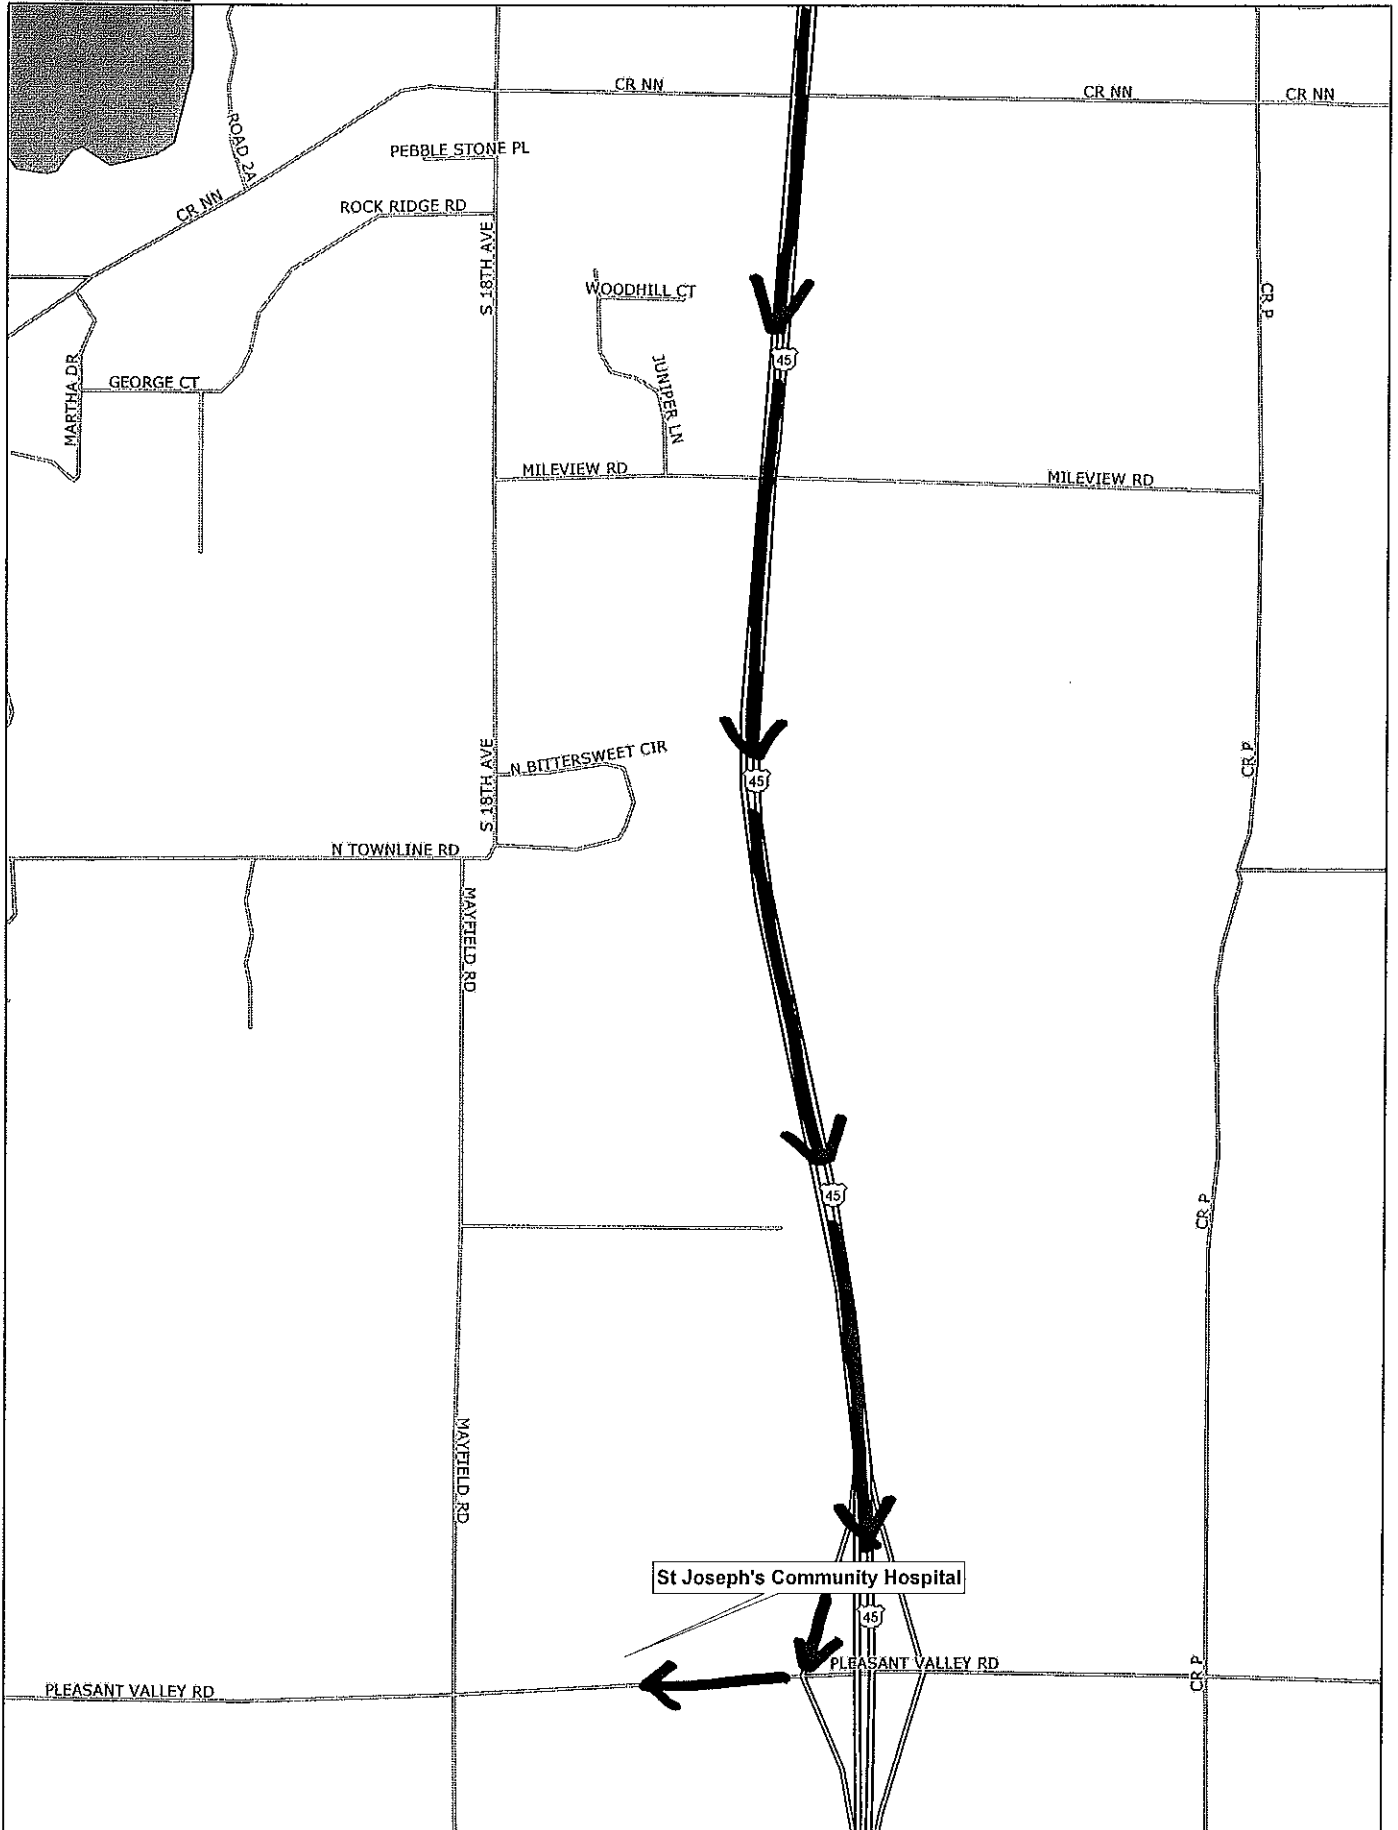 CR NN
CR NN
CR NN
ROAD 2A
PEBBLE STONE PL
CR NN
ROCK RIDGE RD
S 18TH AVE
WOODHILL CT
CR P
45
JUNIPER LN
MARTHA DR
GEORGE CT
MILEVIEW RD
MILEVIEW RD
S 18TH AVE
N BITTERSWEET CIR
45
CR P
N TOWNLINE RD
MAYFIELD RD
45
CR P
MAYFIELD RD
St Joseph's Community Hospital
45
PLEASANT VALLEY RD
CR P
PLEASANT VALLEY RD